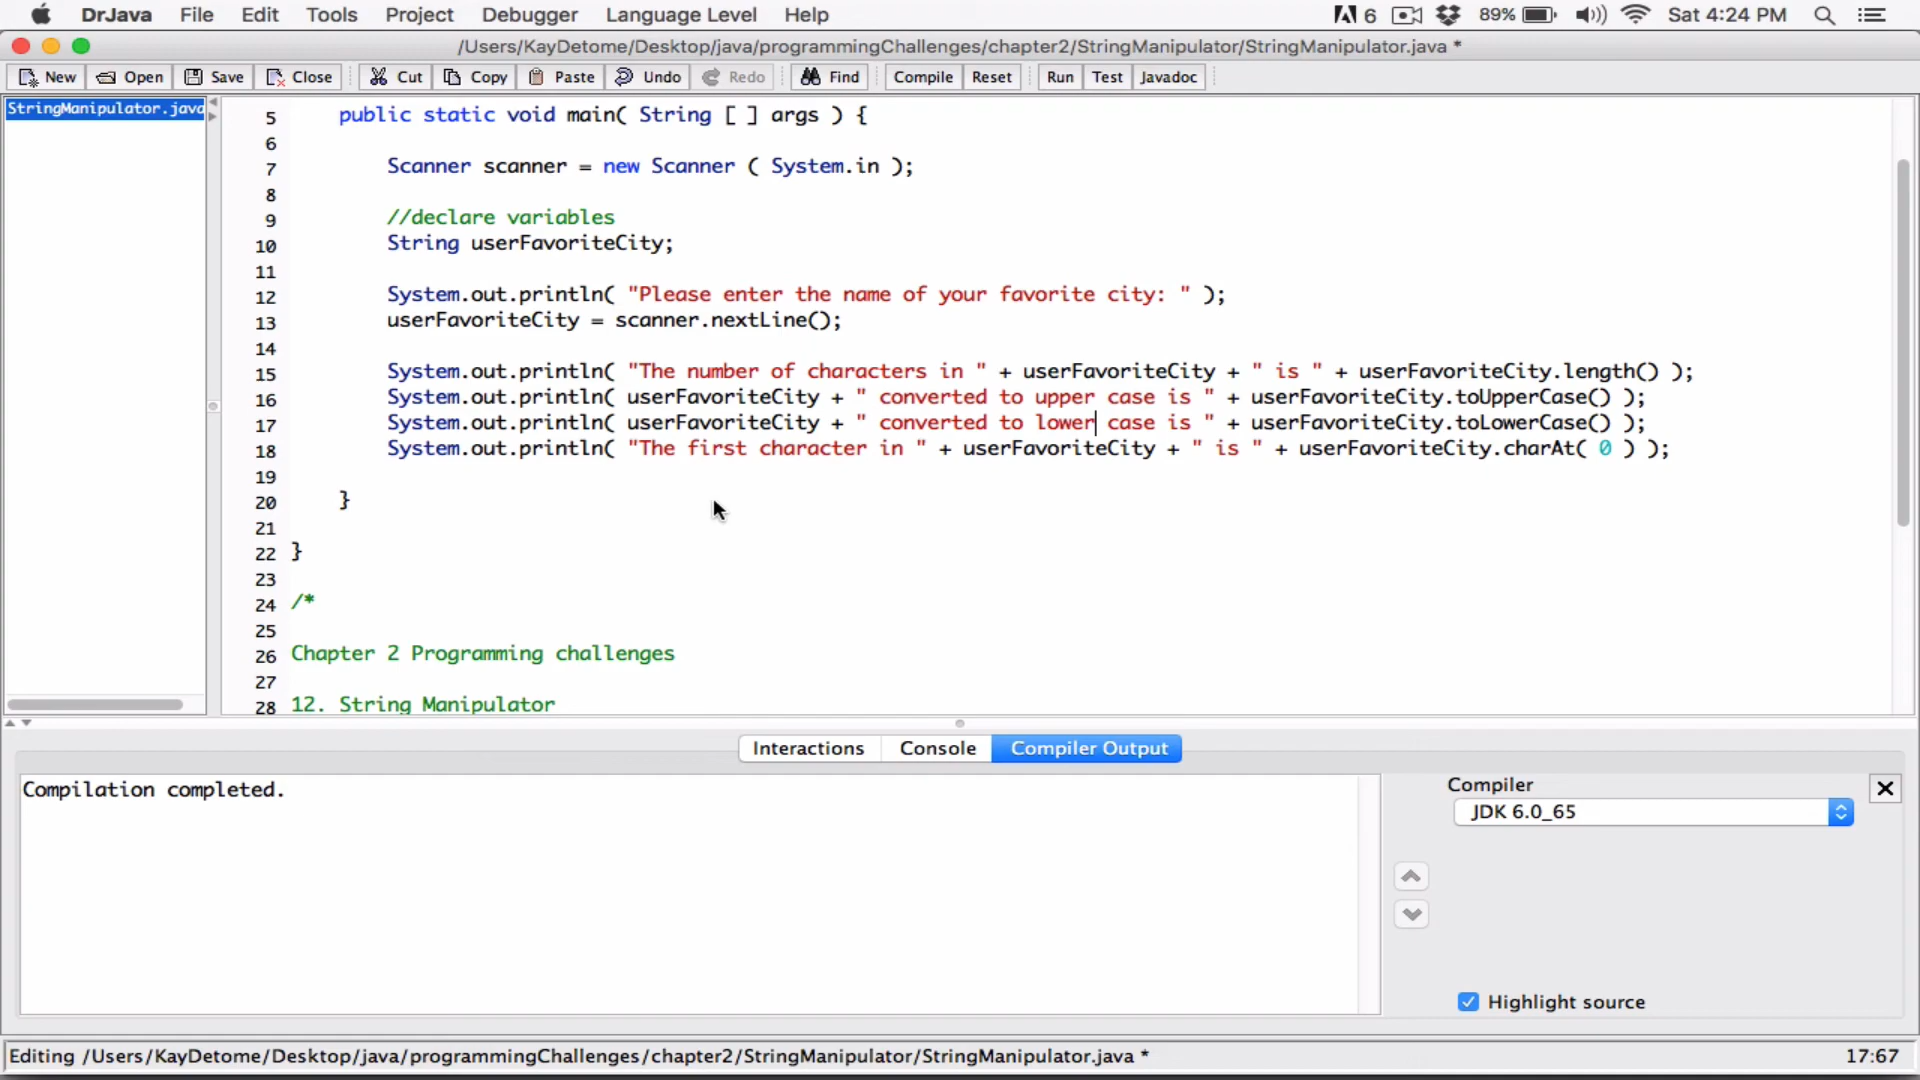 DrJava File Edit Tools Project Debugger Language Level Help 6 89% Sat 4:24 PM
/Users/KayDetome/Desktop/java/programmingChallenges/chapter2/StringManipulator/StringManipulator.java *
New Open Save Close Cut Copy Paste Undo Redo Find Compile Reset Run Test Javadoc
StringManipulator.java
5 public static void main( String [ ] args ) {
6
7 Scanner scanner = new Scanner ( System.in );
8
9 //declare variables
10 String userFavoriteCity;
11
12 System.out.println( "Please enter the name of your favorite city: " );
13 userFavoriteCity = scanner.nextLine();
14
15 System.out.println( "The number of characters in " + userFavoriteCity + " is " + userFavoriteCity.length() );
16 System.out.println( userFavoriteCity + " converted to upper case is " + userFavoriteCity.toUpperCase() );
17 System.out.println( userFavoriteCity + " converted to lower case is " + userFavoriteCity.toLowerCase() );
18 System.out.println( "The first character in " + userFavoriteCity + " is " + userFavoriteCity.charAt( 0 ) );
19
20 }
21
22 }
23
24 /*
25
26 Chapter 2 Programming challenges
27
28 12. String Manipulator
Interactions Console Compiler Output
Compilation completed.
Compiler
JDK 6.0_65
Highlight source
Editing /Users/KayDetome/Desktop/java/programmingChallenges/chapter2/StringManipulator/StringManipulator.java * 17:67